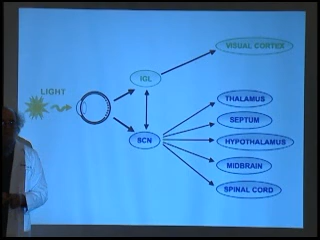 VISUAL CORTEX
IGL
LIGHT
THALAMUS
SEPTUM
SCN
HYPOTHALAMUS
MIDBRAIN
SPINAL CORD